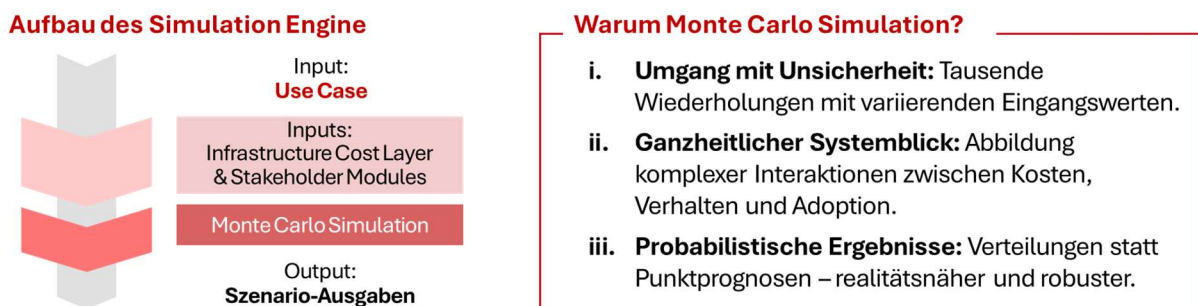 Aufbau des Simulation Engine
Input:
Use Case
Inputs:
Infrastructure Cost Layer
& Stakeholder Modules
Monte Carlo Simulation
Output:
Szenario-Ausgaben
Warum Monte Carlo Simulation?
i. Umgang mit Unsicherheit: Tausende
Wiederholungen mit variierenden Eingangswerten.
ii. Ganzheitlicher Systemblick: Abbildung
komplexer Interaktionen zwischen Kosten,
Verhalten und Adoption.
iii. Probabilistische Ergebnisse: Verteilungen statt
Punktprognosen – realitätsnäher und robuster.